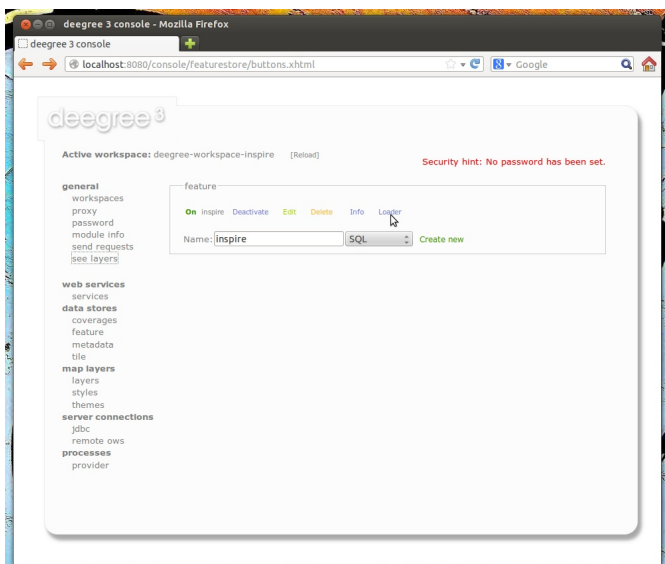 deegree 3 console - Mozilla Firefox
deegree 3 console
localhost:8080/console/featurestore/buttons.xhtml
Google
deegree 3
Active workspace: deegree-workspace-inspire [Reload]
Security hint: No password has been set.
general
workspaces
proxy
password
module info
send requests
see layers
web services
services
data stores
coverages
feature
metadata
tile
map layers
layers
styles
themes
server connections
jdbc
remote ows
processes
provider
feature
On inspire Deactivate Edit Delete Info Loader
Name: inspire SQL Create new